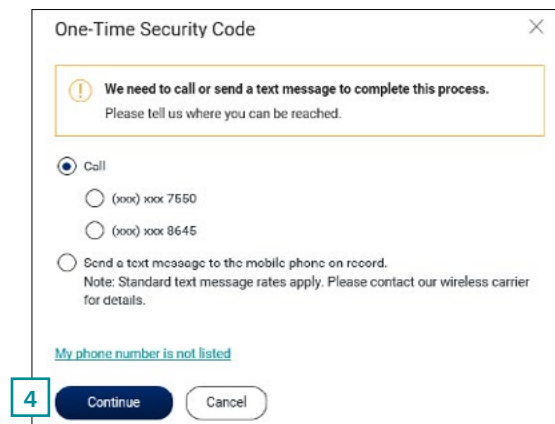 One-Time Security Code
We need to call or send a text message to complete this process.
Please tell us where you can be reached.
Call
(xxx) xxx 7550
(xxx) xxx 8645
Send a text message to the mobile phone on record.
Note: Standard text message rates apply. Please contact our wireless carrier
for details.
My phone number is not listed
4
Continue Cancel